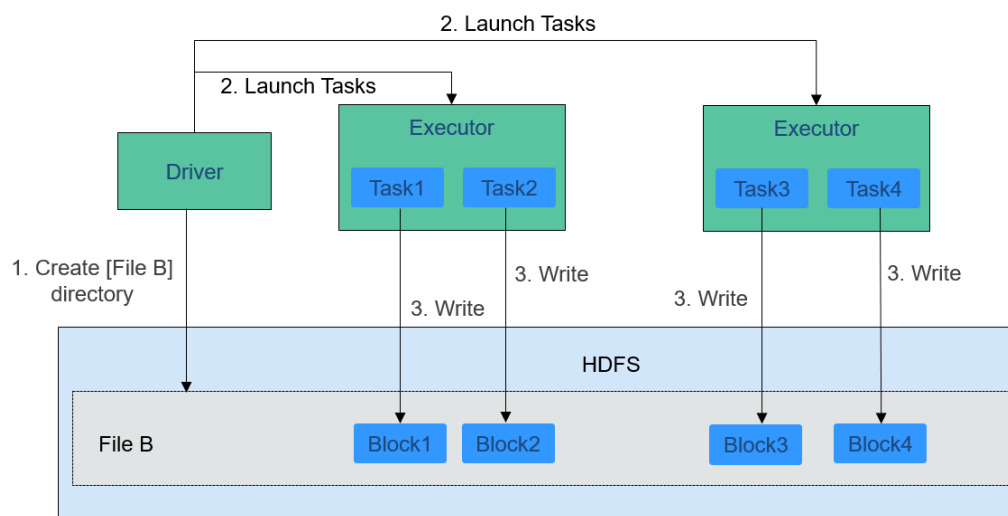 2. Launch Tasks
2. Launch Tasks
Executor
Executor
Driver
Task1
Task2
Task3
Task4
1. Create [File B]
directory
3. Write
3. Write
3. Write
3. Write
HDFS
File B
Block1
Block2
Block3
Block4